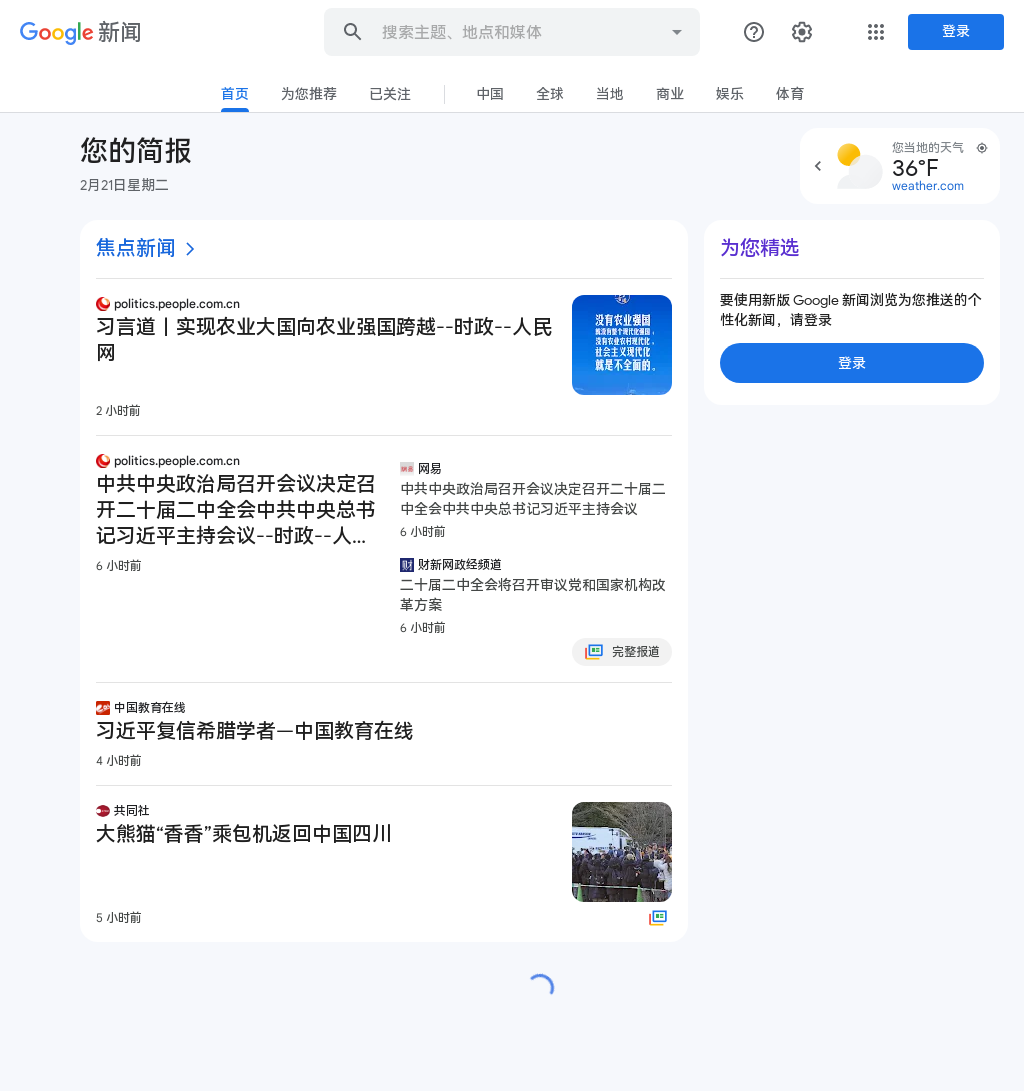 Google 新闻
搜索主题、地点和媒体
登录
首页
为您推荐
已关注
中国
全球
当地
商业
娱乐
体育
您的简报
2月21日星期二
您当地的天气
36°F
weather.com
焦点新闻
politics.people.com.cn
习言道丨实现农业大国向农业强国跨越--时政--人民
网
2 小时前
没有农业强国
就没有整个现代化强国，
没有农业农村现代化，
社会主义现代化
就是不全面的。
politics.people.com.cn
中共中央政治局召开会议决定召
开二十届二中全会中共中央总书
记习近平主持会议--时政--人...
6 小时前
网易
中共中央政治局召开会议决定召开二十届二
中全会中共中央总书记习近平主持会议
6 小时前
财
财新网政经频道
二十届二中全会将召开审议党和国家机构改
革方案
6 小时前
完整报道
中国教育在线
习近平复信希腊学者—中国教育在线
4 小时前
共同社
大熊猫“香香”乘包机返回中国四川
5 小时前
为您精选
要使用新版 Google 新闻浏览为您推送的个
性化新闻，请登录
登录